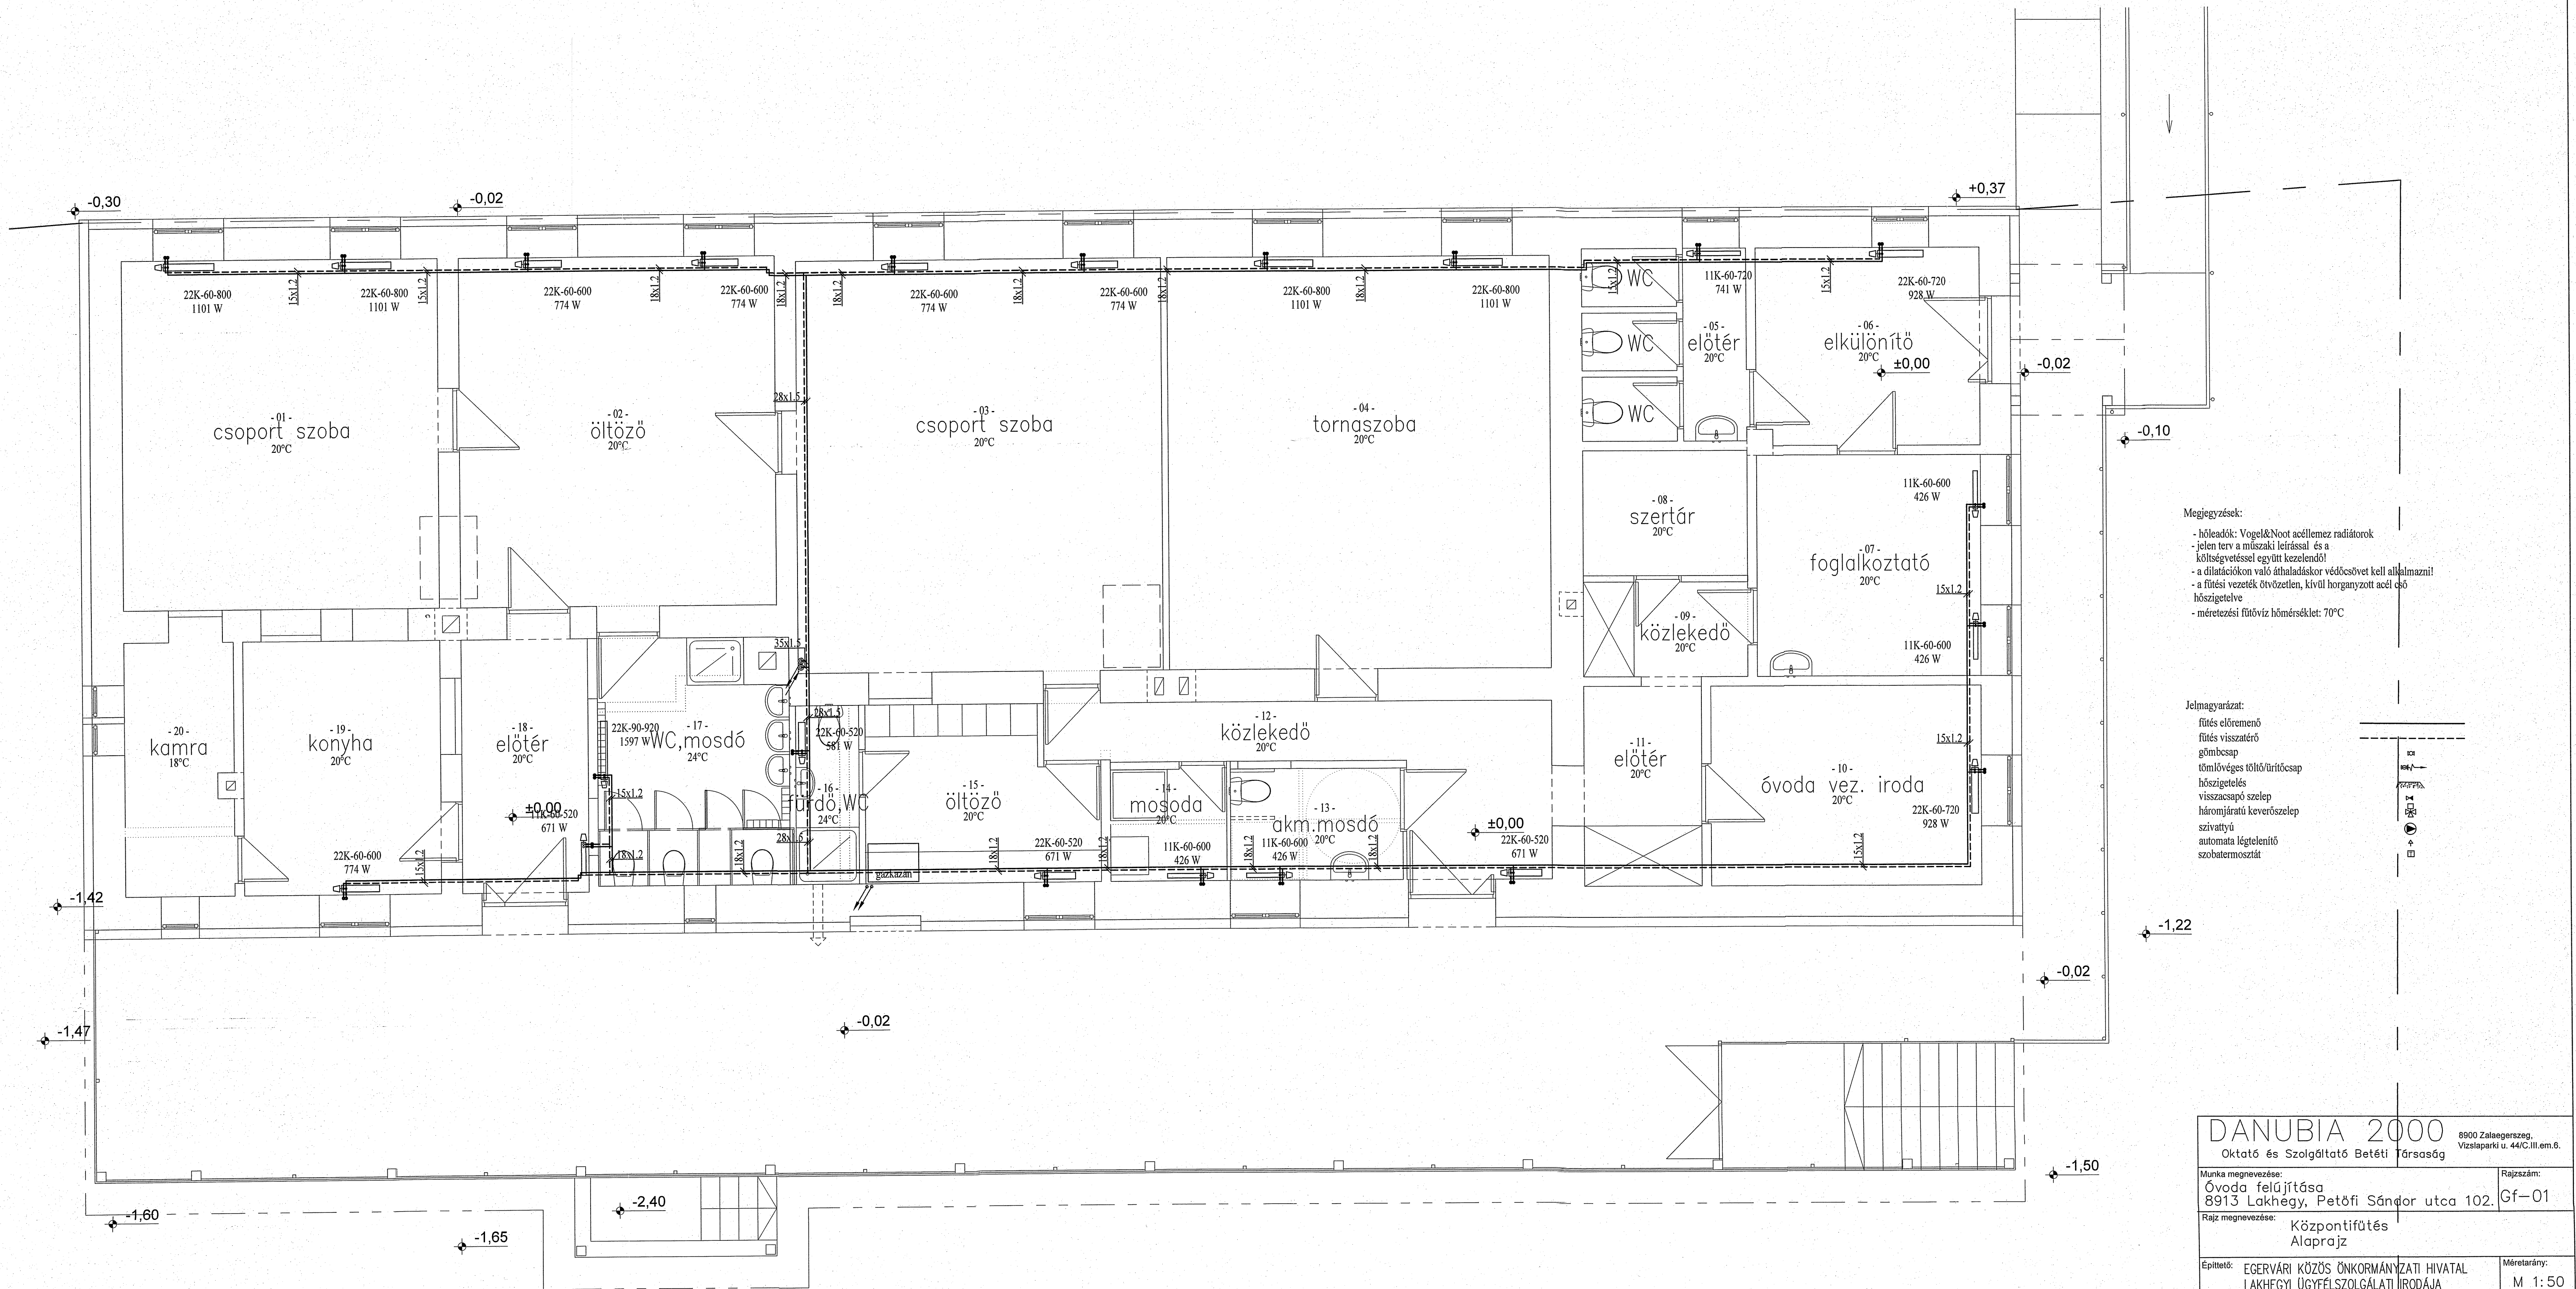 -0,30
-0,02
+0,37
22K-60-800
1101 W
15x1.2
22K-60-800
1101 W
15x1.2
22K-60-600
774 W
18x1.2
22K-60-600
774 W
18x1.2
18x1.2
22K-60-600
774 W
18x1.2
22K-60-600
774 W
18x1.2
22K-60-800
1101 W
18x1.2
22K-60-800
1101 W
15x1.2
WC
11K-60-720
741 W
15x1.2
22K-60-720
928 W
WC
WC
- 05 -
előtér
20°C
- 06 -
elkülönítő
20°C
±0,00
-0,02
28x1.5
- 01 -
csoport szoba
20°C
- 02 -
öltöző
20°C
- 03 -
csoport szoba
20°C
- 04 -
tornaszoba
20°C
-0,10
11K-60-600
426 W
- 08 -
szertár
20°C
- 07 -
foglalkoztató
20°C
15x1.2
- 09 -
közlekedő
20°C
11K-60-600
426 W
Megjegyzések:
- hőleadók: Vogel&Noot acéllemez radiátorok
- jelen terv a műszaki leírással és a
költségvetéssel együtt kezelendő!
- a dilatációkon való áthaladáskor védőcsövet kell alkalmazni!
- a fűtési vezeték ötvözetlen, kívül horganyzott acél cső
hőszigetelve
- méretezési fűtővíz hőmérséklet: 70°C
35x1.5
- 20 -
kamra
18°C
- 19 -
konyha
20°C
- 18 -
előtér
20°C
22K-90-920
1597 W
- 17 -
WC,mosdó
24°C
28x1.5
22K-60-520
581 W
- 12 -
közlekedő
20°C
- 11 -
előtér
20°C
15x1.2
- 10 -
óvoda vez. iroda
20°C
22K-60-720
928 W
±0,00
11K-60-520
671 W
15x1.2
- 16 -
fürdő,WC
24°C
- 15 -
öltöző
20°C
- 14 -
mosoda
20°C
- 13 -
akm.mosdó
20°C
±0,00
28x1.5
22K-60-600
774 W
15x1.2
18x1.2
18x1.2
gázkazán
18x1.2
22K-60-520
671 W
18x1.2
11K-60-600
426 W
18x1.2
11K-60-600
426 W
18x1.2
22K-60-520
671 W
15x1.2
Jelmagyarázat:
fűtés előremenő
fűtés visszatérő
gömbcsap
tömlővéges töltő/ürítőcsap
hőszigetelés
visszacsapó szelep
háromjáratú keverőszelep
szivattyú
automata légtelenítő
szobatermosztát
-1,42
-1,22
-0,02
-1,47
-0,02
-1,50
-1,60
-2,40
-1,65
DANUBIA 2000
8900 Zalaegerszeg,
Vizslaparki u. 44/C.III.em.6.
Oktató és Szolgáltató Betéti Társaság
Munka megnevezése:
Óvoda felújítása
8913 Lakhegy, Petőfi Sándor utca 102.
Rajzszám:
Gf-01
Rajz megnevezése:
Központifűtés
Alaprajz
Építtető:
EGERVÁRI KÖZÖS ÖNKORMÁNYZATI HIVATAL
LAKHEGYI ÜGYFÉLSZOLGÁLATI IRODÁJA
Méretarány:
M 1:50